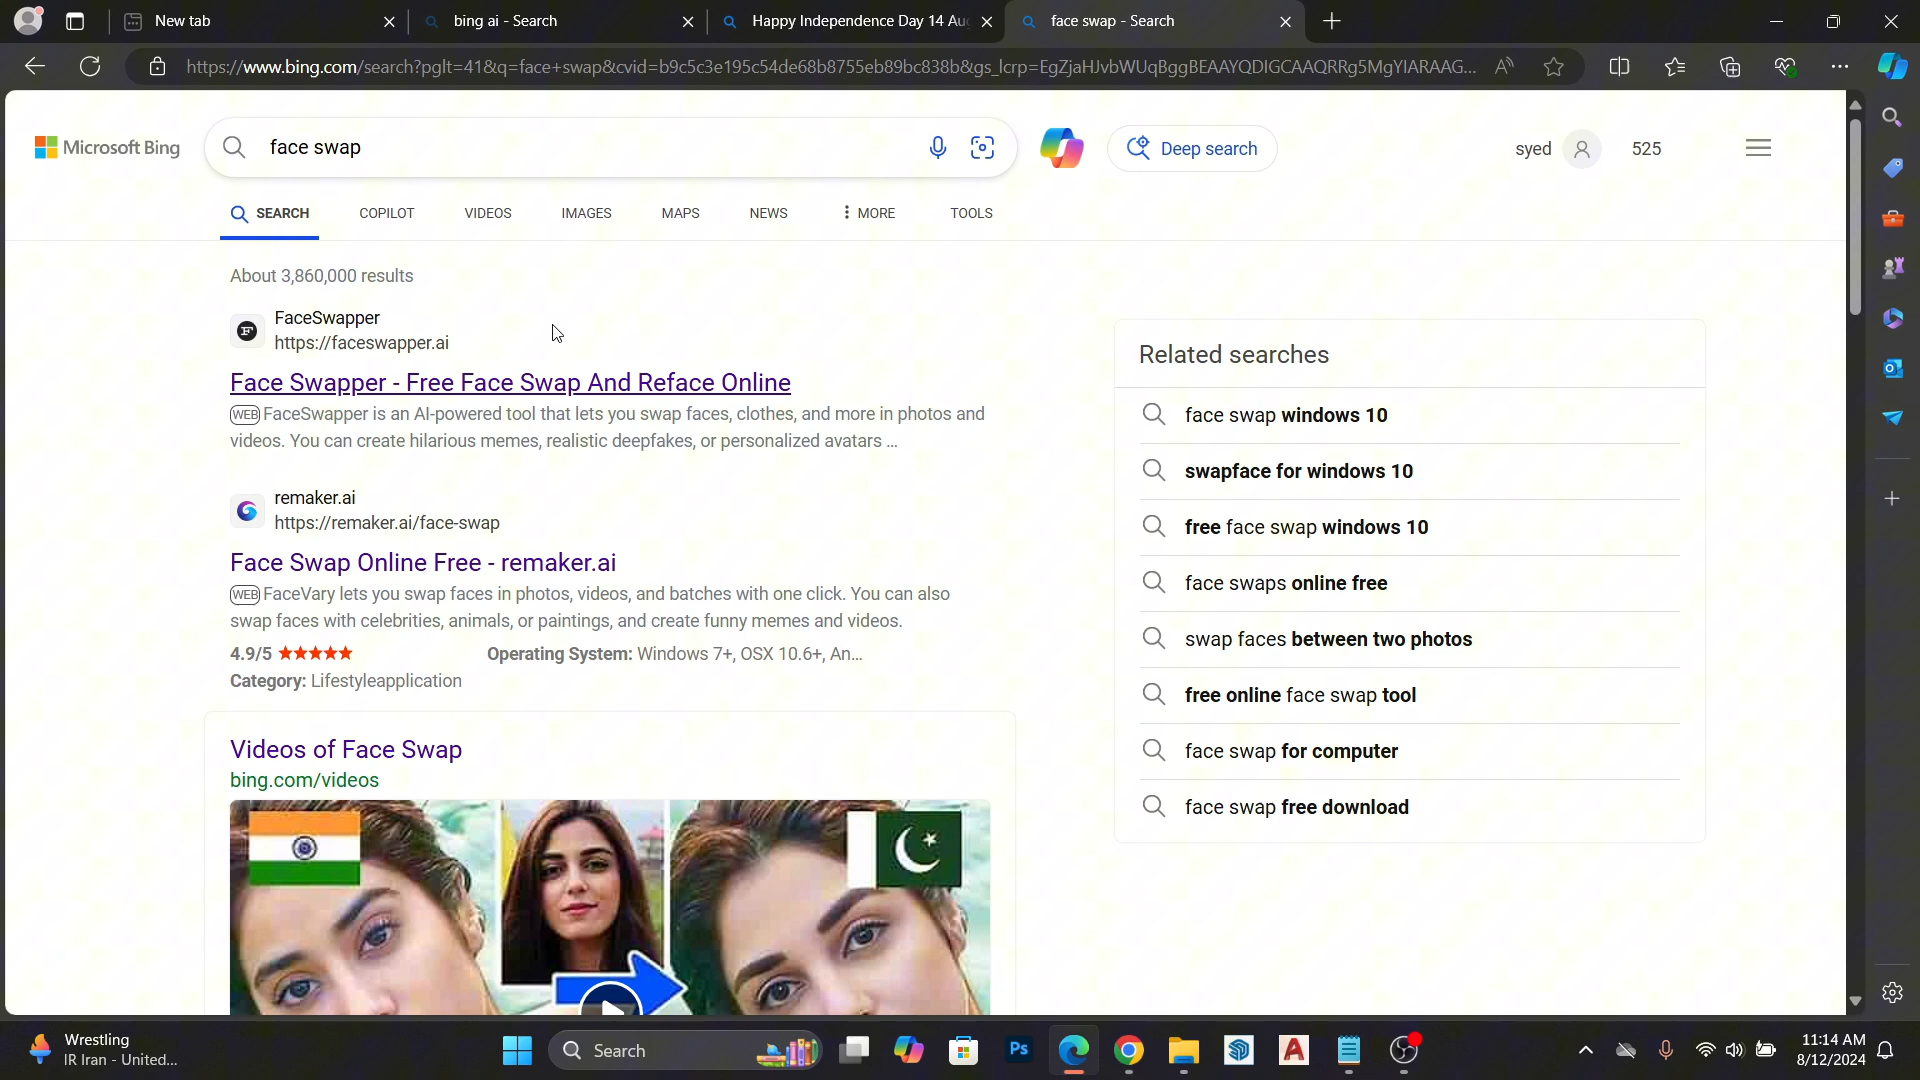 New tab
bing ai - Search
Happy Independence Day 14 Au
face swap - Search
https://www.bing.com/search?pglt=41&q=face+swap&cvid=b9c5c3e195c54de68b8755eb89bc838b&gs_lcrp=EgZjaHJvbWUqBggBEAAYQDIGCAAQRRg5MgYIARAAG...
Microsoft Bing
face swap
Deep search
syed
525
SEARCH
COPILOT
VIDEOS
IMAGES
MAPS
NEWS
MORE
TOOLS
About 3,860,000 results
FaceSwapper
https://faceswapper.ai
Face Swapper - Free Face Swap And Reface Online
WEB FaceSwapper is an AI-powered tool that lets you swap faces, clothes, and more in photos and
videos. You can create hilarious memes, realistic deepfakes, or personalized avatars ...
remaker.ai
https://remaker.ai/face-swap
Face Swap Online Free - remaker.ai
WEB FaceVary lets you swap faces in photos, videos, and batches with one click. You can also
swap faces with celebrities, animals, or paintings, and create funny memes and videos.
4.9/5
Operating System: Windows 7+, OSX 10.6+, An...
Category: Lifestyleapplication
Videos of Face Swap
bing.com/videos
Related searches
face swap windows 10
swapface for windows 10
free face swap windows 10
face swaps online free
swap faces between two photos
free online face swap tool
face swap for computer
face swap free download
Wrestling
IR Iran - United...
Search
Ps
11:14 AM
8/12/2024